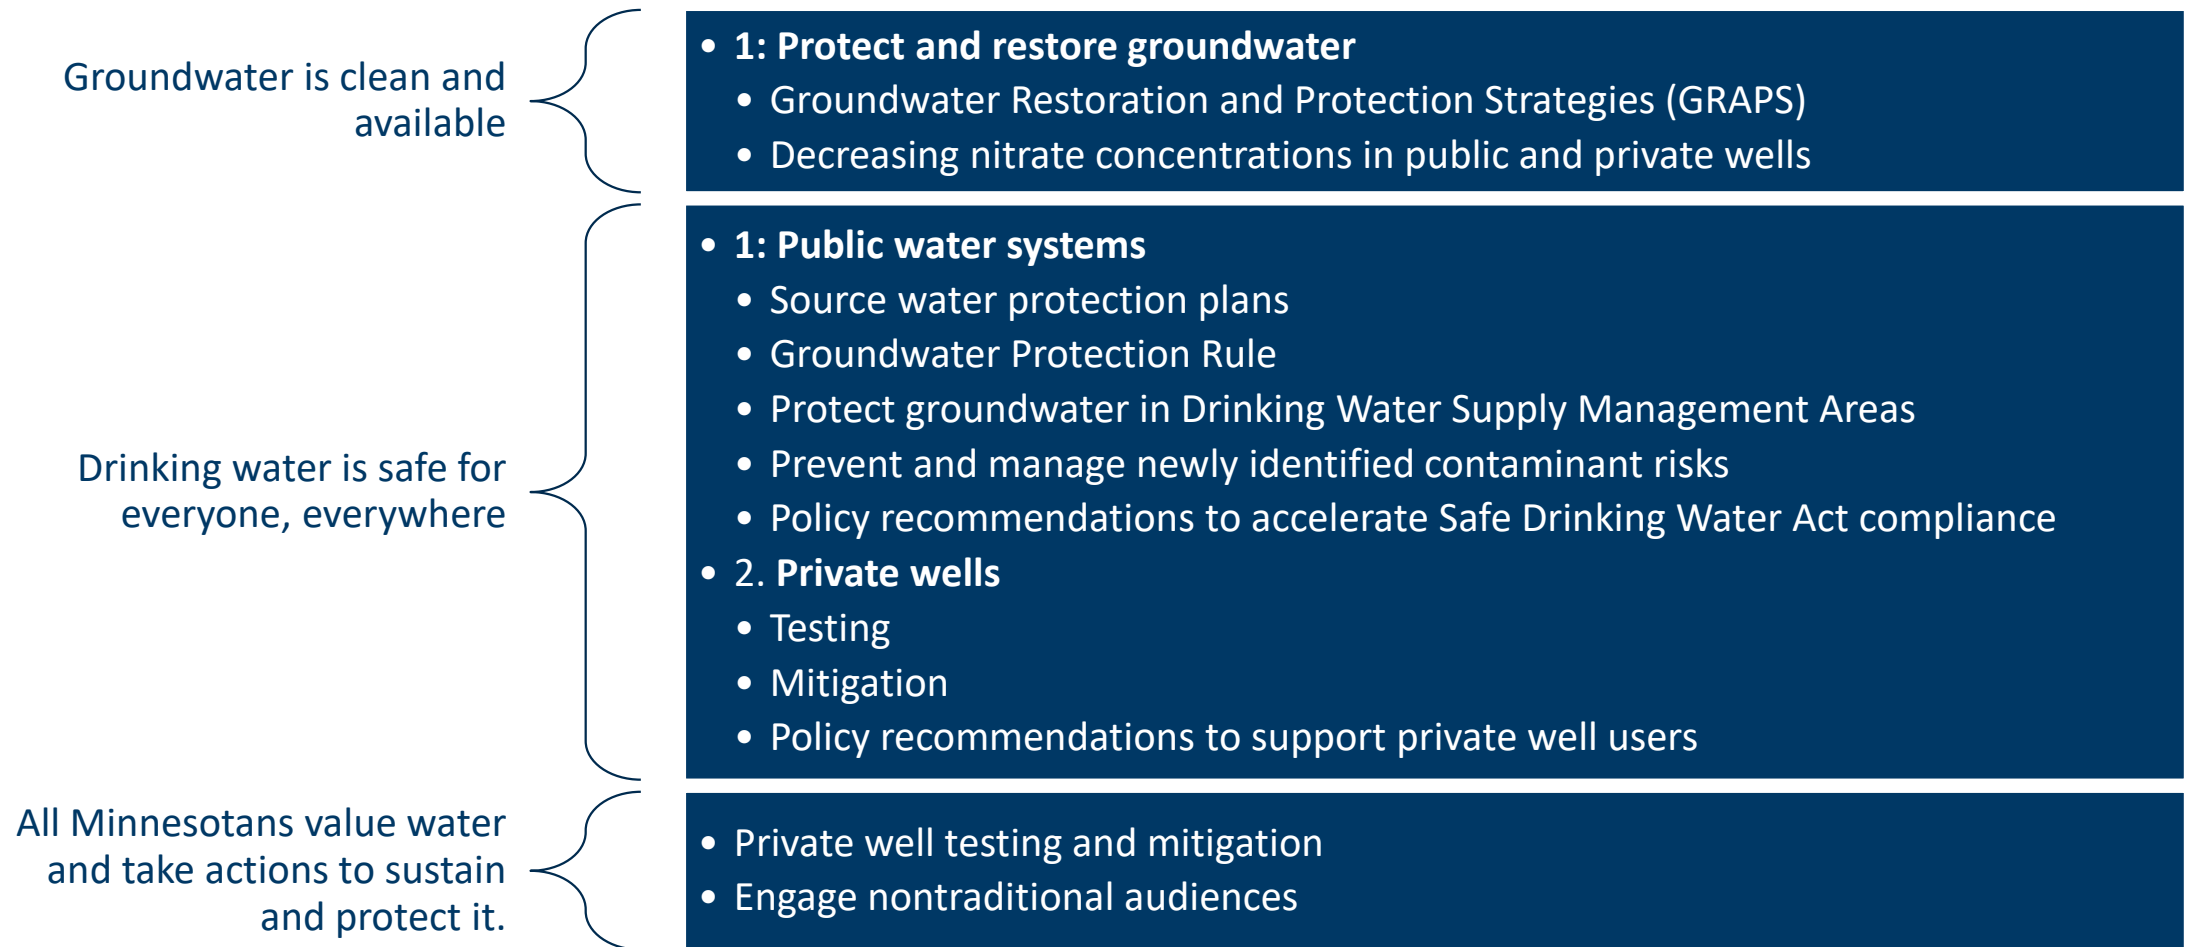 Groundwater is clean and
available
• 1: Protect and restore groundwater
• Groundwater Restoration and Protection Strategies (GRAPS)
• Decreasing nitrate concentrations in public and private wells
Drinking water is safe for
everyone, everywhere
• 1: Public water systems
• Source water protection plans
• Groundwater Protection Rule
• Protect groundwater in Drinking Water Supply Management Areas
• Prevent and manage newly identified contaminant risks
• Policy recommendations to accelerate Safe Drinking Water Act compliance
• 2. Private wells
• Testing
• Mitigation
• Policy recommendations to support private well users
All Minnesotans value water
and take actions to sustain
and protect it.
• Private well testing and mitigation
• Engage nontraditional audiences